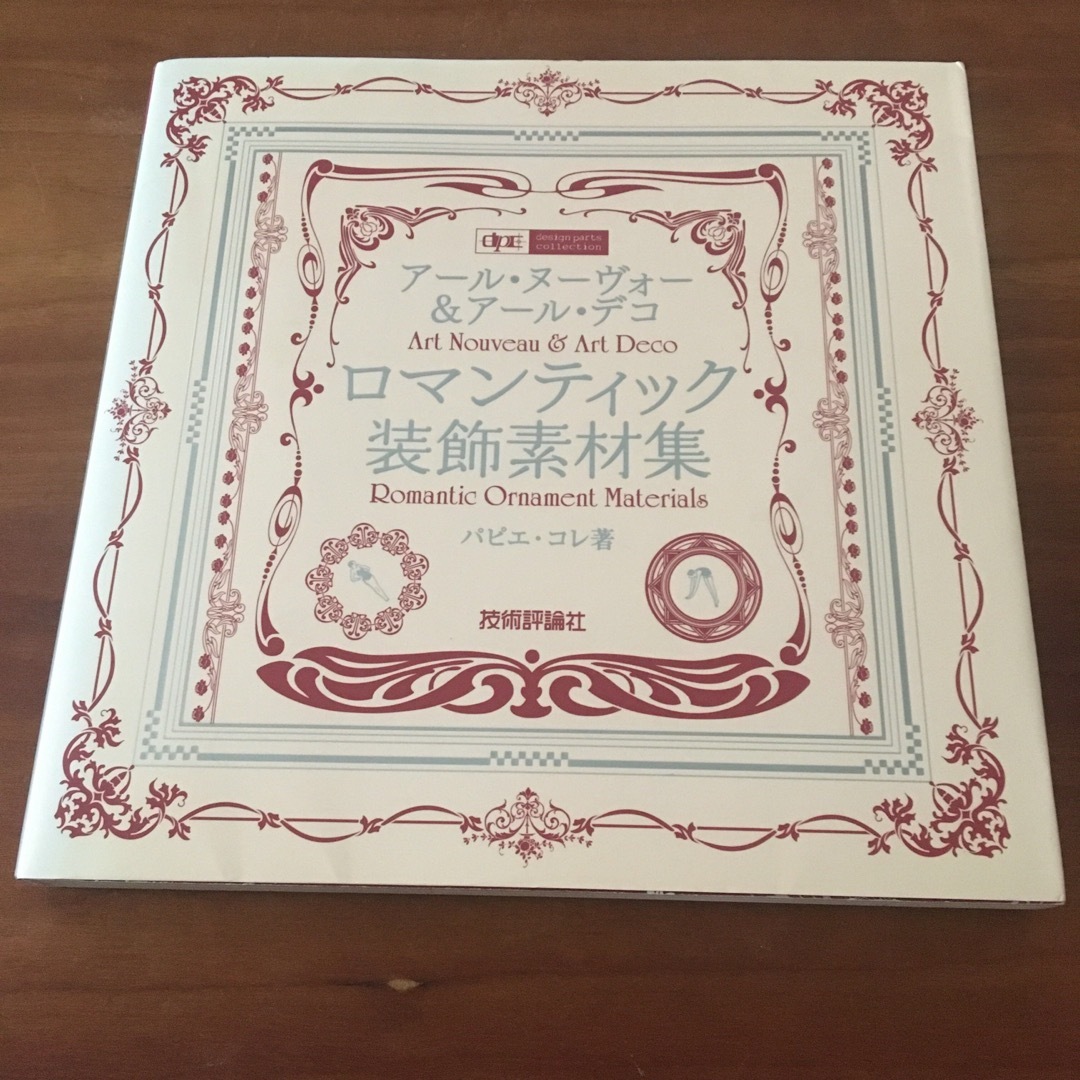 dpc design parts collection
アール・ヌーヴォー
&アール・デコ
Art Nouveau & Art Deco
ロマンティック
装飾素材集
Romantic Ornament Materials
パピエ・コレ著
技術評論社